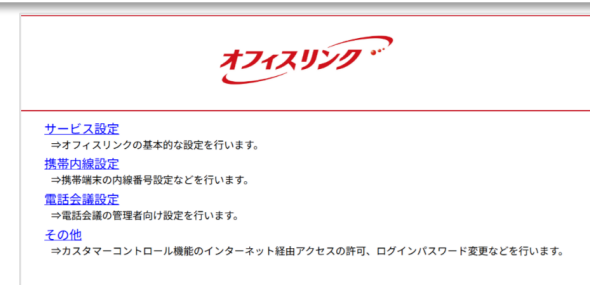 オフィスリンク
サービス設定
⇒オフィスリンクの基本的な設定を行います。
携帯内線設定
⇒携帯端末の内線番号設定などを行います。
電話会議設定
⇒電話会議の管理者向け設定を行います。
その他
⇒カスタマーコントロール機能のインターネット経由アクセスの許可、ログインパスワード変更などを行います。